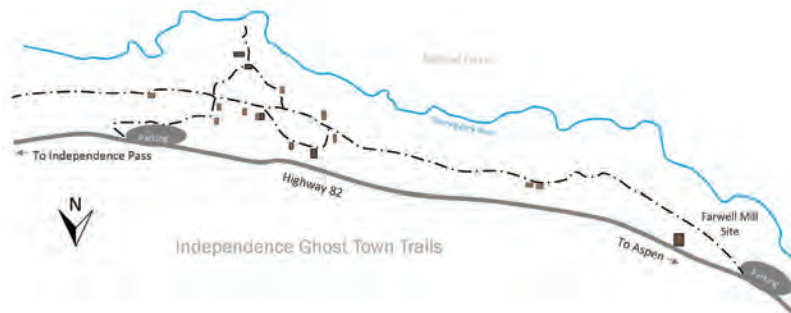 National Forest
Roaring Fork River
Parking
To Independence Pass
Highway 82
N
Farwell Mill
Site
Independence Ghost Town Trails
To Aspen
Parking